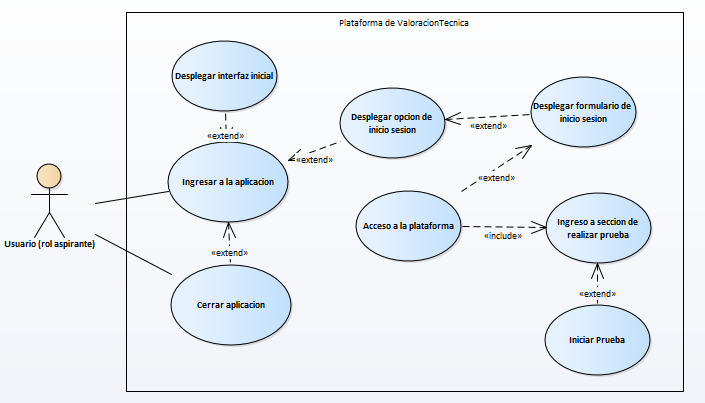 Plataforma de ValoracionTecnica
Desplegar interfaz inicial
«extend»
Desplegar opcion de
inicio sesion
«extend»
Desplegar formulario de
inicio sesion
«extend»
«extend»
Ingresar a la aplicacion
Usuario (rol aspirante)
Acceso a la plataforma
«include»
Ingreso a seccion de
realizar prueba
«extend»
Cerrar aplicacion
«extend»
Iniciar Prueba